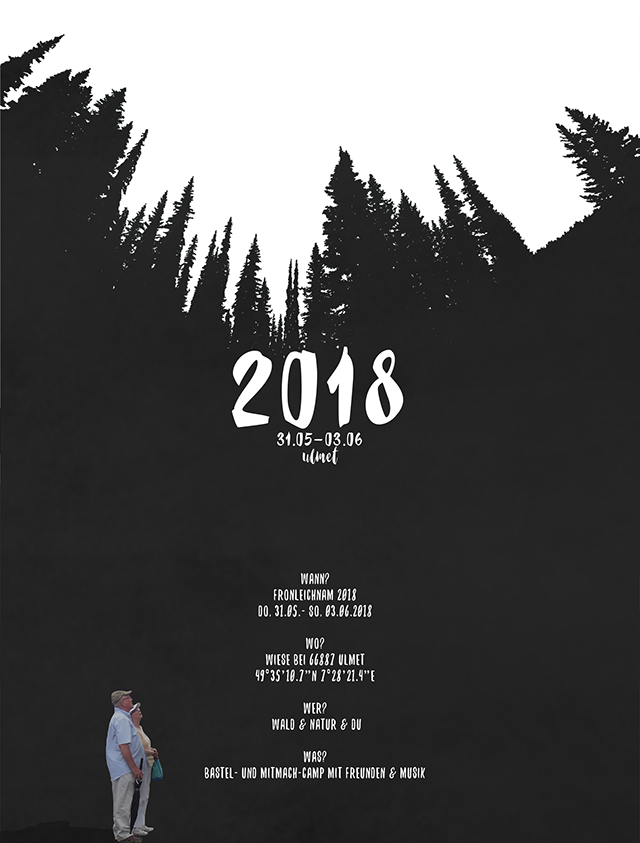 2018
31.05-03.06
ulmet
WANN?
FRONLEICHNAM 2018
DO. 31.05.- SO. 03.06.2018
WO?
WIESE BEI 66887 ULMET
49°35'10.7"N 7°28'21.4"E
WER?
WALD & NATUR & DU
WAS?
BASTEL- UND MITMACH-CAMP MIT FREUNDEN & MUSIK